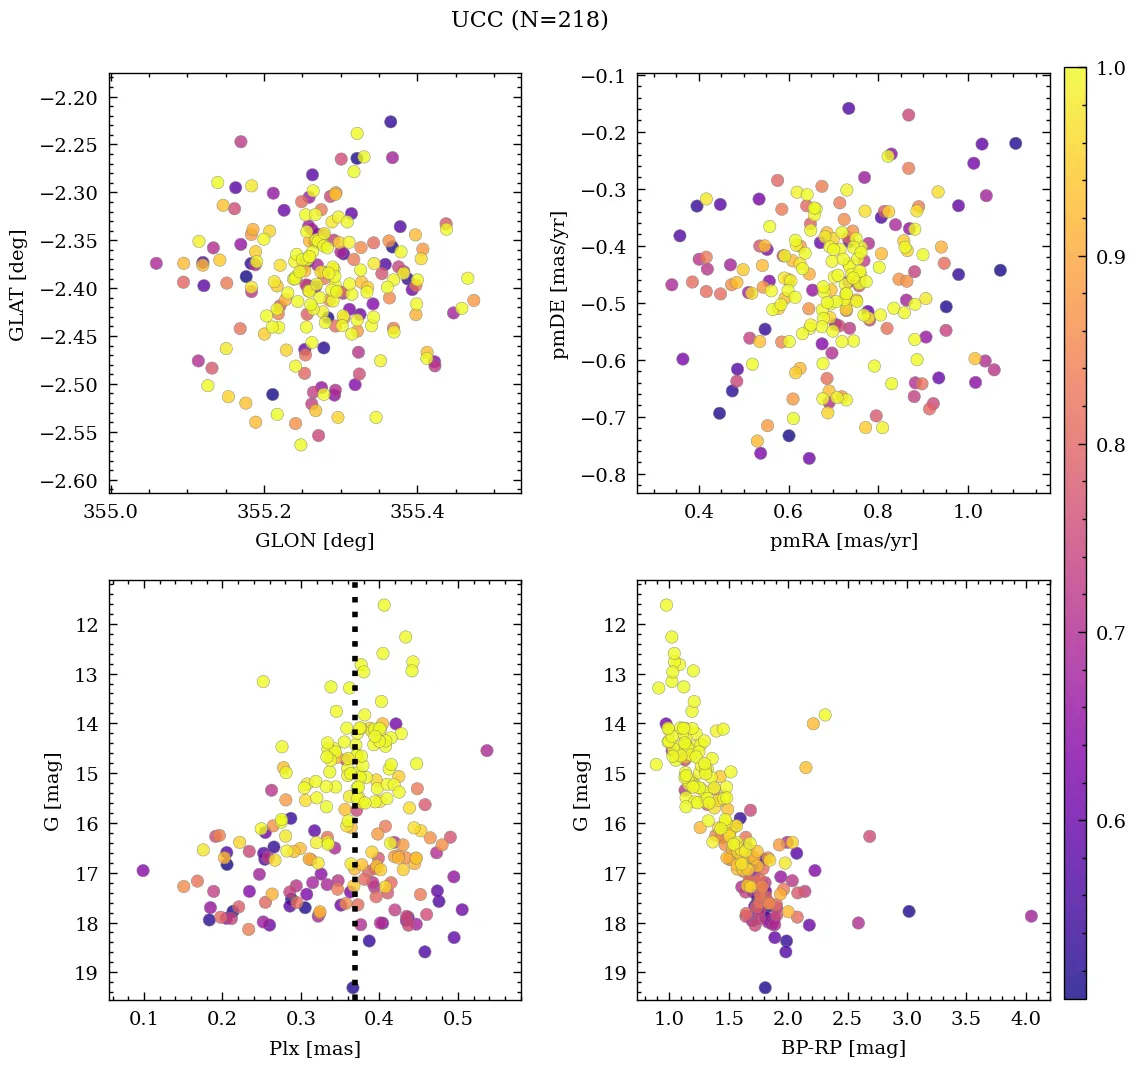 UCC (N=218)
−2.20
−2.25
−2.30
−2.35
−2.40
−2.45
−2.50
−2.55
−2.60
GLAT [deg]
355.0 355.2 355.4
GLON [deg]
−0.1
−0.2
−0.3
−0.4
−0.5
−0.6
−0.7
−0.8
pmDE [mas/yr]
0.4 0.6 0.8 1.0
pmRA [mas/yr]
1.0
0.9
0.8
0.7
0.6
12
13
14
15
16
17
18
19
G [mag]
0.1 0.2 0.3 0.4 0.5
Plx [mas]
12
13
14
15
16
17
18
19
G [mag]
1.0 1.5 2.0 2.5 3.0 3.5 4.0
BP-RP [mag]